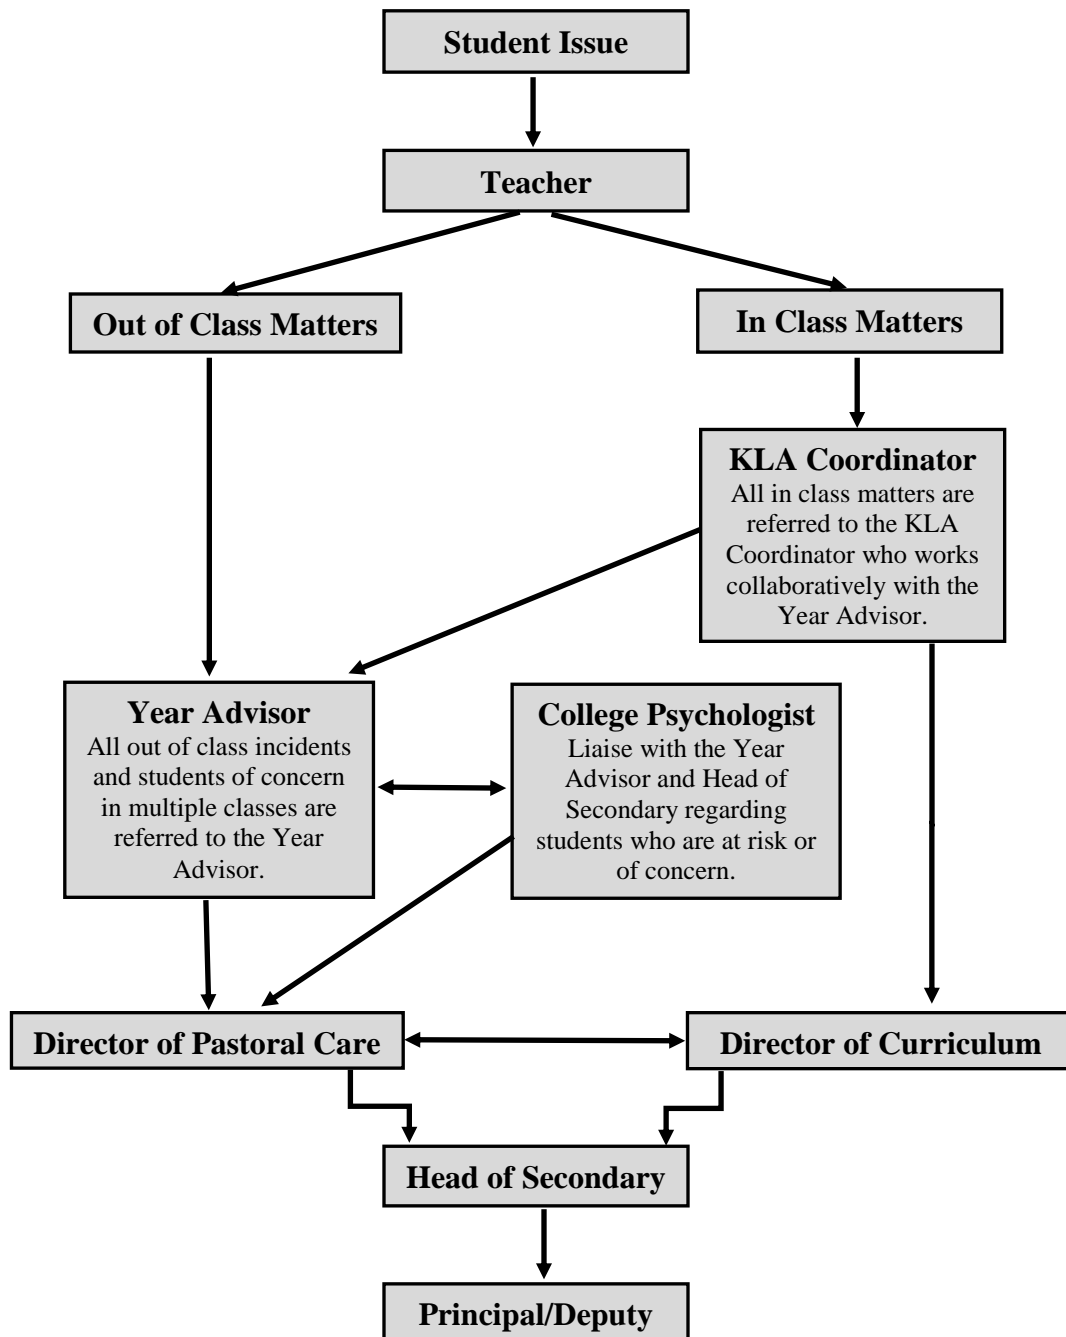 Student Issue
Teacher
Out of Class Matters
In Class Matters
KLA Coordinator
All in class matters are
referred to the KLA
Coordinator who works
collaboratively with the
Year Advisor.
Year Advisor
All out of class incidents
and students of concern
in multiple classes are
referred to the Year
Advisor.
College Psychologist
Liaise with the Year
Advisor and Head of
Secondary regarding
students who are at risk or
of concern.
Director of Pastoral Care
Director of Curriculum
Head of Secondary
Principal/Deputy